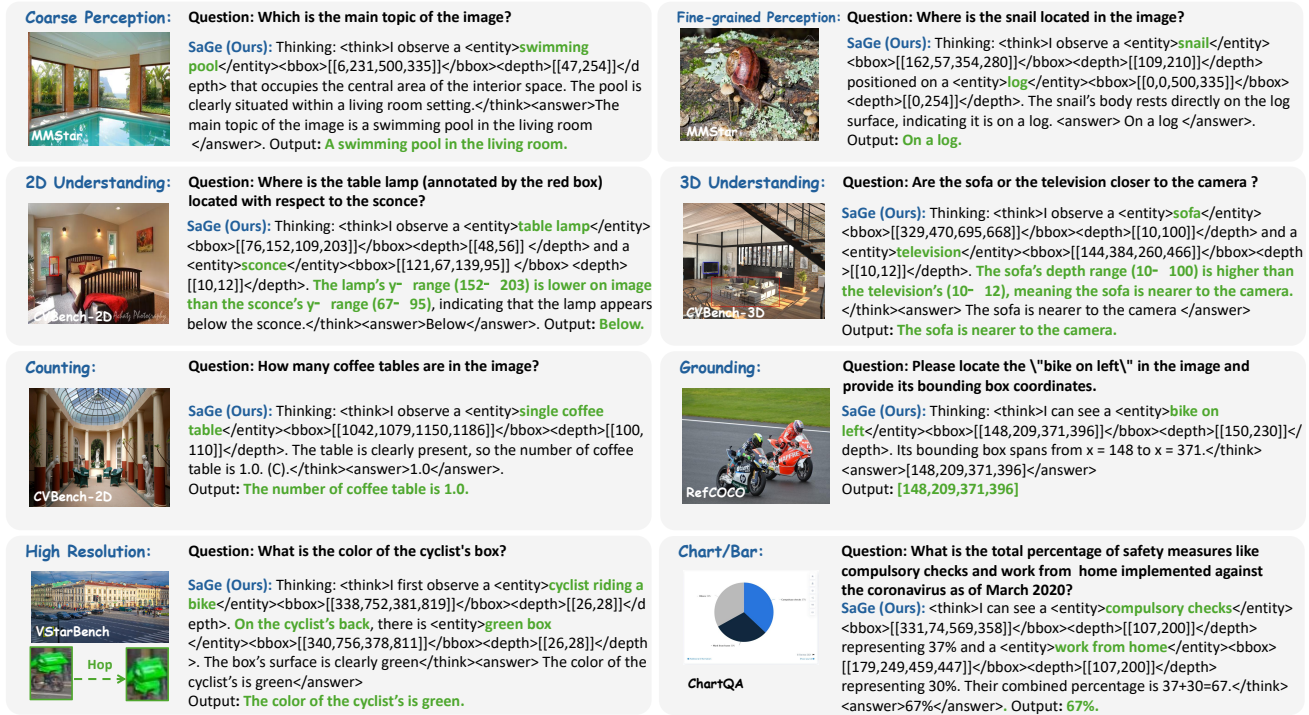 Coarse Perception:
Question: Which is the main topic of the image?
SaGe (Ours): Thinking: <think>I observe a <entity>swimming
pool</entity><bbox>[[6,231,500,335]]</bbox><depth>[[47,254]]</d
epth> that occupies the central area of the interior space. The pool is
clearly situated within a living room setting.</think><answer>The
main topic of the image is a swimming pool in the living room
</answer>. Output: A swimming pool in the living room.
MMStar
Fine-grained Perception:
Question: Where is the snail located in the image?
SaGe (Ours): Thinking: <think>I observe a <entity>snail</entity>
<bbox>[[162,57,354,280]]</bbox><depth>[[109,210]]</depth>
positioned on a <entity>log</entity><bbox>[[0,0,500,335]]</bbox>
<depth>[[0,254]]</depth>. The snail's body rests directly on the log
surface, indicating it is on a log. <answer> On a log </answer>.
Output: On a log.
MMStar
2D Understanding:
Question: Where is the table lamp (annotated by the red box)
located with respect to the sconce?
SaGe (Ours): Thinking: <think>I observe a <entity>table lamp</entity>
<bbox>[[76,152,109,203]]</bbox><depth>[[48,56]] </depth> and a
<entity>sconce</entity><bbox>[[121,67,139,95]] </bbox> <depth>
[[10,12]]</depth>. The lamp's y- range (152- 203) is lower on image
than the sconce's y- range (67- 95), indicating that the lamp appears
below the sconce.</think><answer>Below</answer>. Output: Below.
CVBench-2D
Photography
3D Understanding:
Question: Are the sofa or the television closer to the camera ?
SaGe (Ours): Thinking: <think>I observe a <entity>sofa</entity>
<bbox>[[329,470,695,668]]</bbox><depth>[[10,100]]</depth> and a
<entity>television</entity><bbox>[[144,384,260,466]]</bbox><depth
>[[10,12]]</depth>. The sofa's depth range (10- 100) is higher than
the television's (10- 12), meaning the sofa is nearer to the camera.
</think><answer> The sofa is nearer to the camera </answer>
Output: The sofa is nearer to the camera.
CVBench-3D
Counting:
Question: How many coffee tables are in the image?
SaGe (Ours): Thinking: <think>I observe a <entity>single coffee
table</entity><bbox>[[1042,1079,1150,1186]]</bbox><depth>[[100,
110]]</depth>. The table is clearly present, so the number of coffee
table is 1.0. (C).</think><answer>1.0</answer>.
Output: The number of coffee table is 1.0.
CVBench-2D
Grounding:
Question: Please locate the \"bike on left\" in the image and
provide its bounding box coordinates.
SaGe (Ours): Thinking: <think>I can see a <entity>bike on
left</entity><bbox>[[148,209,371,396]]</bbox><depth>[[150,230]]</
depth>. Its bounding box spans from x = 148 to x = 371.</think>
<answer>[148,209,371,396]</answer>
Output: [148,209,371,396]
RefCOCO
High Resolution:
Question: What is the color of the cyclist's box?
SaGe (Ours): Thinking: <think>I first observe a <entity>cyclist riding a
bike</entity><bbox>[[338,752,381,819]]</bbox><depth>[[26,28]]</d
epth>. On the cyclist's back, there is <entity>green box
</entity><bbox>[[340,756,378,811]]</bbox><depth>[[26,28]]</depth
>. The box's surface is clearly green</think><answer> The color of the
cyclist's is green</answer>
Output: The color of the cyclist's is green.
VStarBench
Hop
Chart/Bar:
Question: What is the total percentage of safety measures like
compulsory checks and work from home implemented against
the coronavirus as of March 2020?
SaGe (Ours): <think>I can see a <entity>compulsory checks</entity>
<bbox>[[331,74,569,358]]</bbox><depth>[[107,200]]</depth>
representing 37% and a <entity>work from home</entity><bbox>
[[179,249,459,447]]</bbox><depth>[[107,200]]</depth>
representing 30%. Their combined percentage is 37+30=67.</think>
<answer>67%</answer>. Output: 67%.
ChartQA